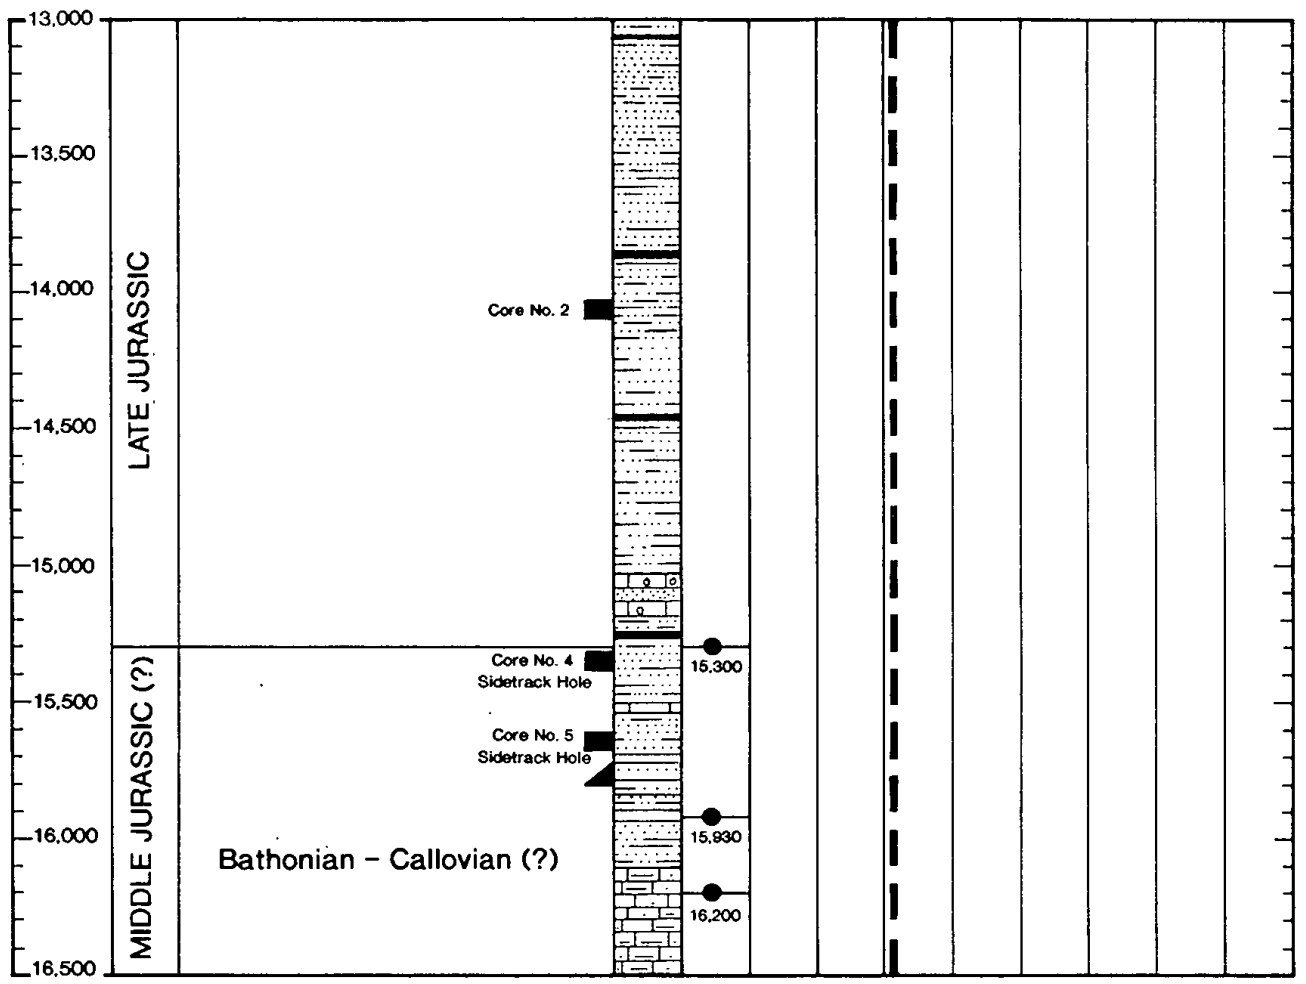 13,000
13,500
14,000
14,500
15,000
15,500
16,000
16,500
LATE JURASSIC
MIDDLE JURASSIC (?)
Core No. 2
Core No. 4
Sidetrack Hole
Core No. 5
Sidetrack Hole
Bathonian – Callovian (?)
15,300
15,930
16,200